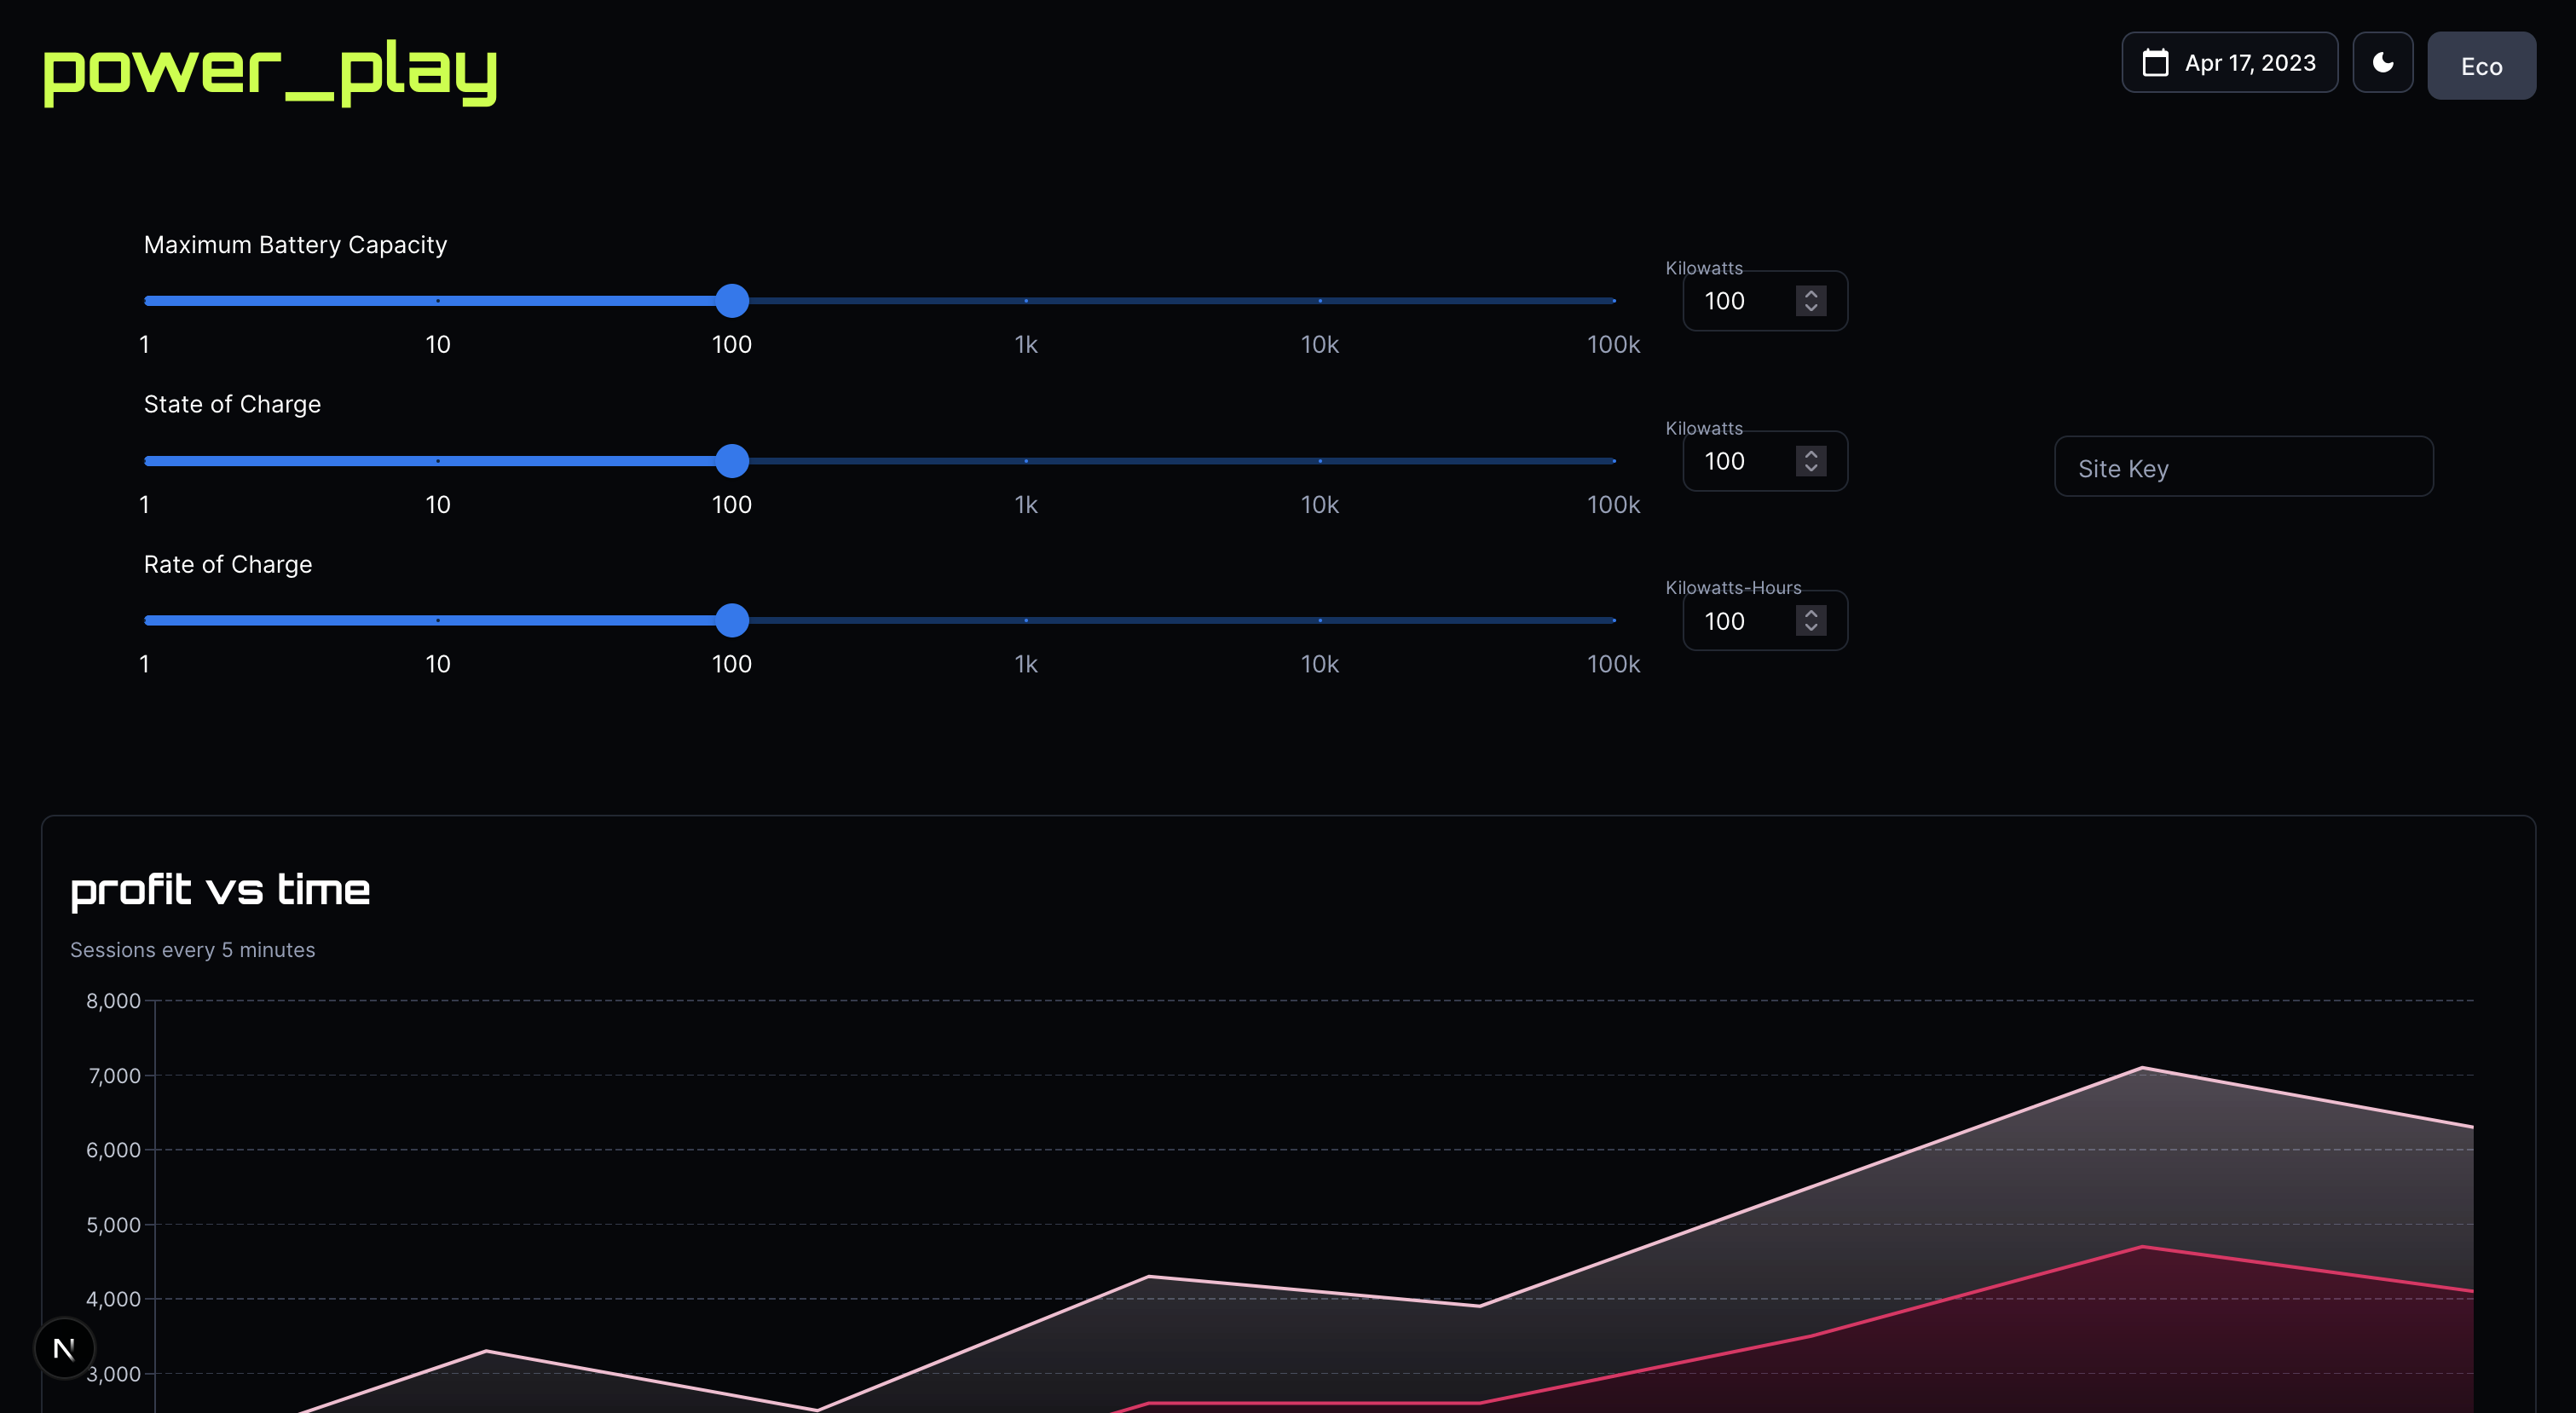 power_play
Apr 17, 2023
Eco
Maximum Battery Capacity
Kilowatts
100
1 10 100 1k 10k 100k
State of Charge
Kilowatts
100
Site Key
1 10 100 1k 10k 100k
Rate of Charge
Kilowatts-Hours
100
1 10 100 1k 10k 100k
profit vs time
Sessions every 5 minutes
8,000
7,000
6,000
5,000
4,000
N
3,000